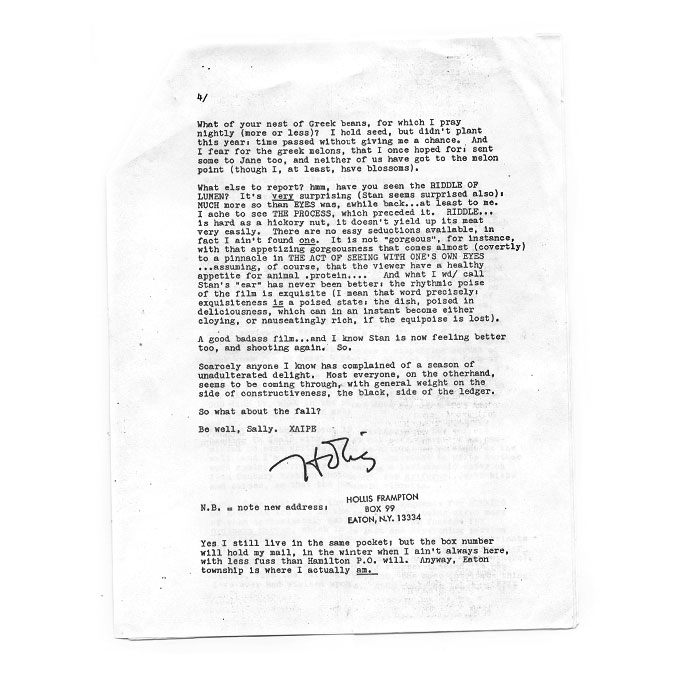 4/
What of your nest of Greek beans, for which I pray
nightly (more or less)? I hold seed, but didn't plant
this year: time passed without giving me a chance. And
I fear for the greek melons, that I once hoped for: sent
some to Jane too, and neither of us have got to the melon
point (though I, at least, have blossoms).
What else to report? hmm, have you seen the RIDDLE OF
LUMEN? It's very surprising (Stan seems surprised also):
MUCH more so than EYES was, awhile back...at least to me.
I ache to see THE PROCESS, which preceded it. RIDDLE...
is hard as a hickory nut, it doesn't yield up its meat
very easily. There are no easy seductions available, in
fact I ain't found one. It is not "gorgeous", for instance,
with that appetizing gorgeousness that comes almost (covertly)
to a pinnacle in THE ACT OF SEEING WITH ONE'S OWN EYES
...assuming, of course, that the viewer have a healthy
appetite for animal .protein.... And what I wd/ call
Stan's "ear" has never been better: the rhythmic poise
of the film is exquisite (I mean that word precisely:
exquisiteness is a poised state: the dish, poised in
deliciousness, which can in an instant become either
cloying, or nauseatingly rich, if the equipoise is lost).
A good badass film...and I know Stan is now feeling better
too, and shooting again. So.
Scarcely anyone I know has complained of a season of
unadulterated delight. Most everyone, on the otherhand,
seems to be coming through, with general weight on the
side of constructiveness, the black, side of the ledger.
So what about the fall?
Be well, Sally. XAIPE
Hollis
N.B. = note new address:
HOLLIS FRAMPTON
BOX 99
EATON, N.Y. 13334
Yes I still live in the same pocket; but the box number
will hold my mail, in the winter when I ain't always here,
with less fuss than Hamilton P.O. will. Anyway, Eaton
township is where I actually am.